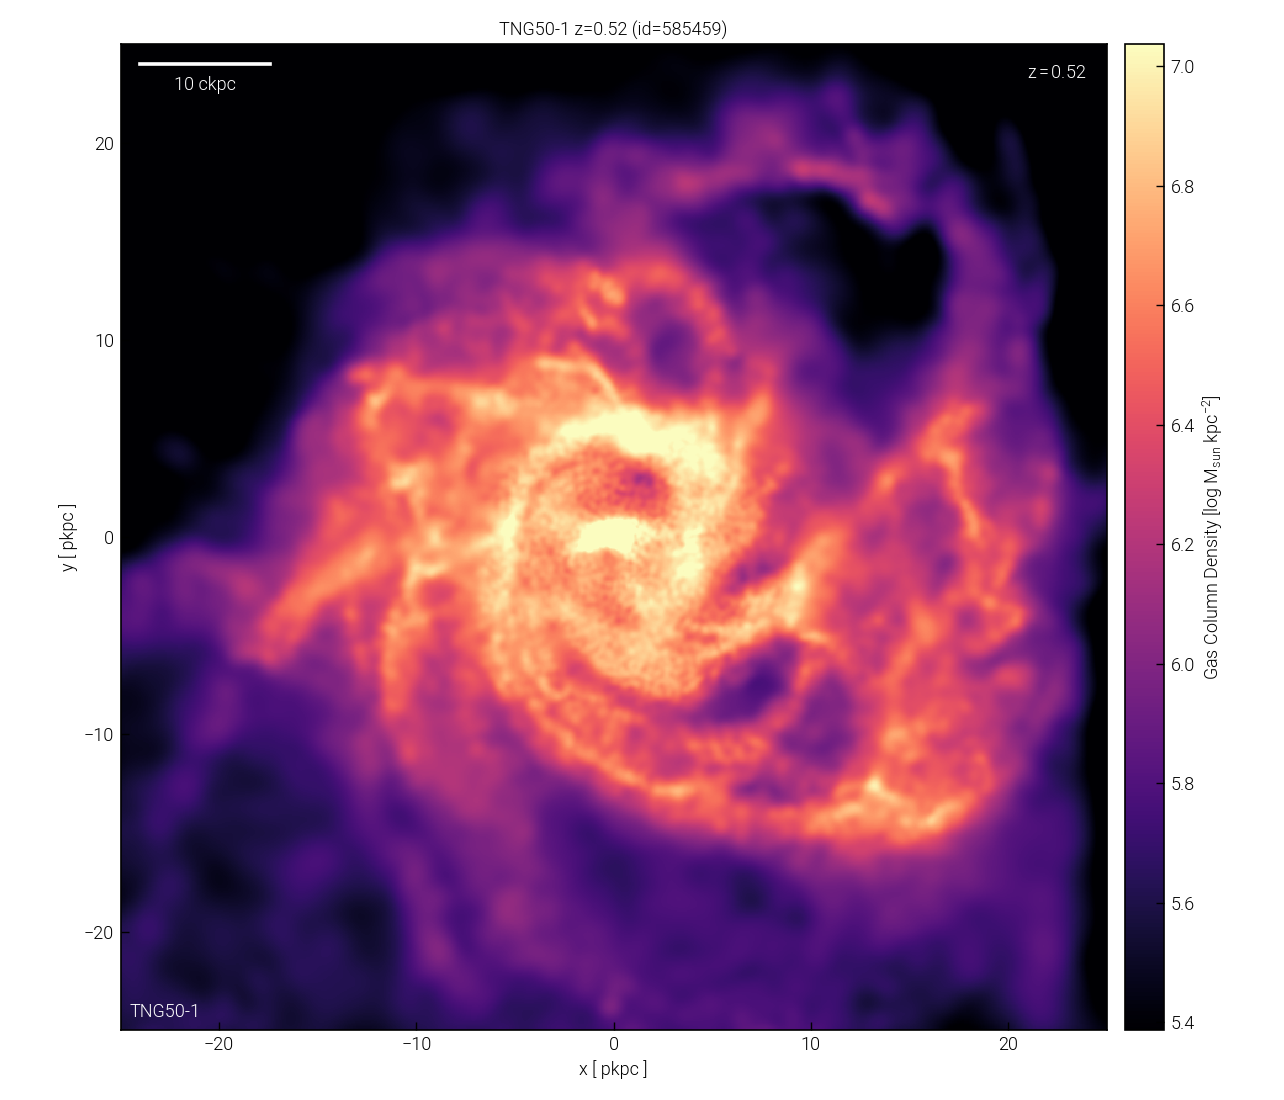 TNG50-1 z=0.52 (id=585459)
10 ckpc
z=0.52
20
10
0
−10
−20
y [ pkpc ]
TNG50-1
−20
−10
0
10
20
x [ pkpc ]
7.0
6.8
6.6
6.4
6.2
6.0
5.8
5.6
5.4
Gas Column Density [log M_sun kpc⁻²]